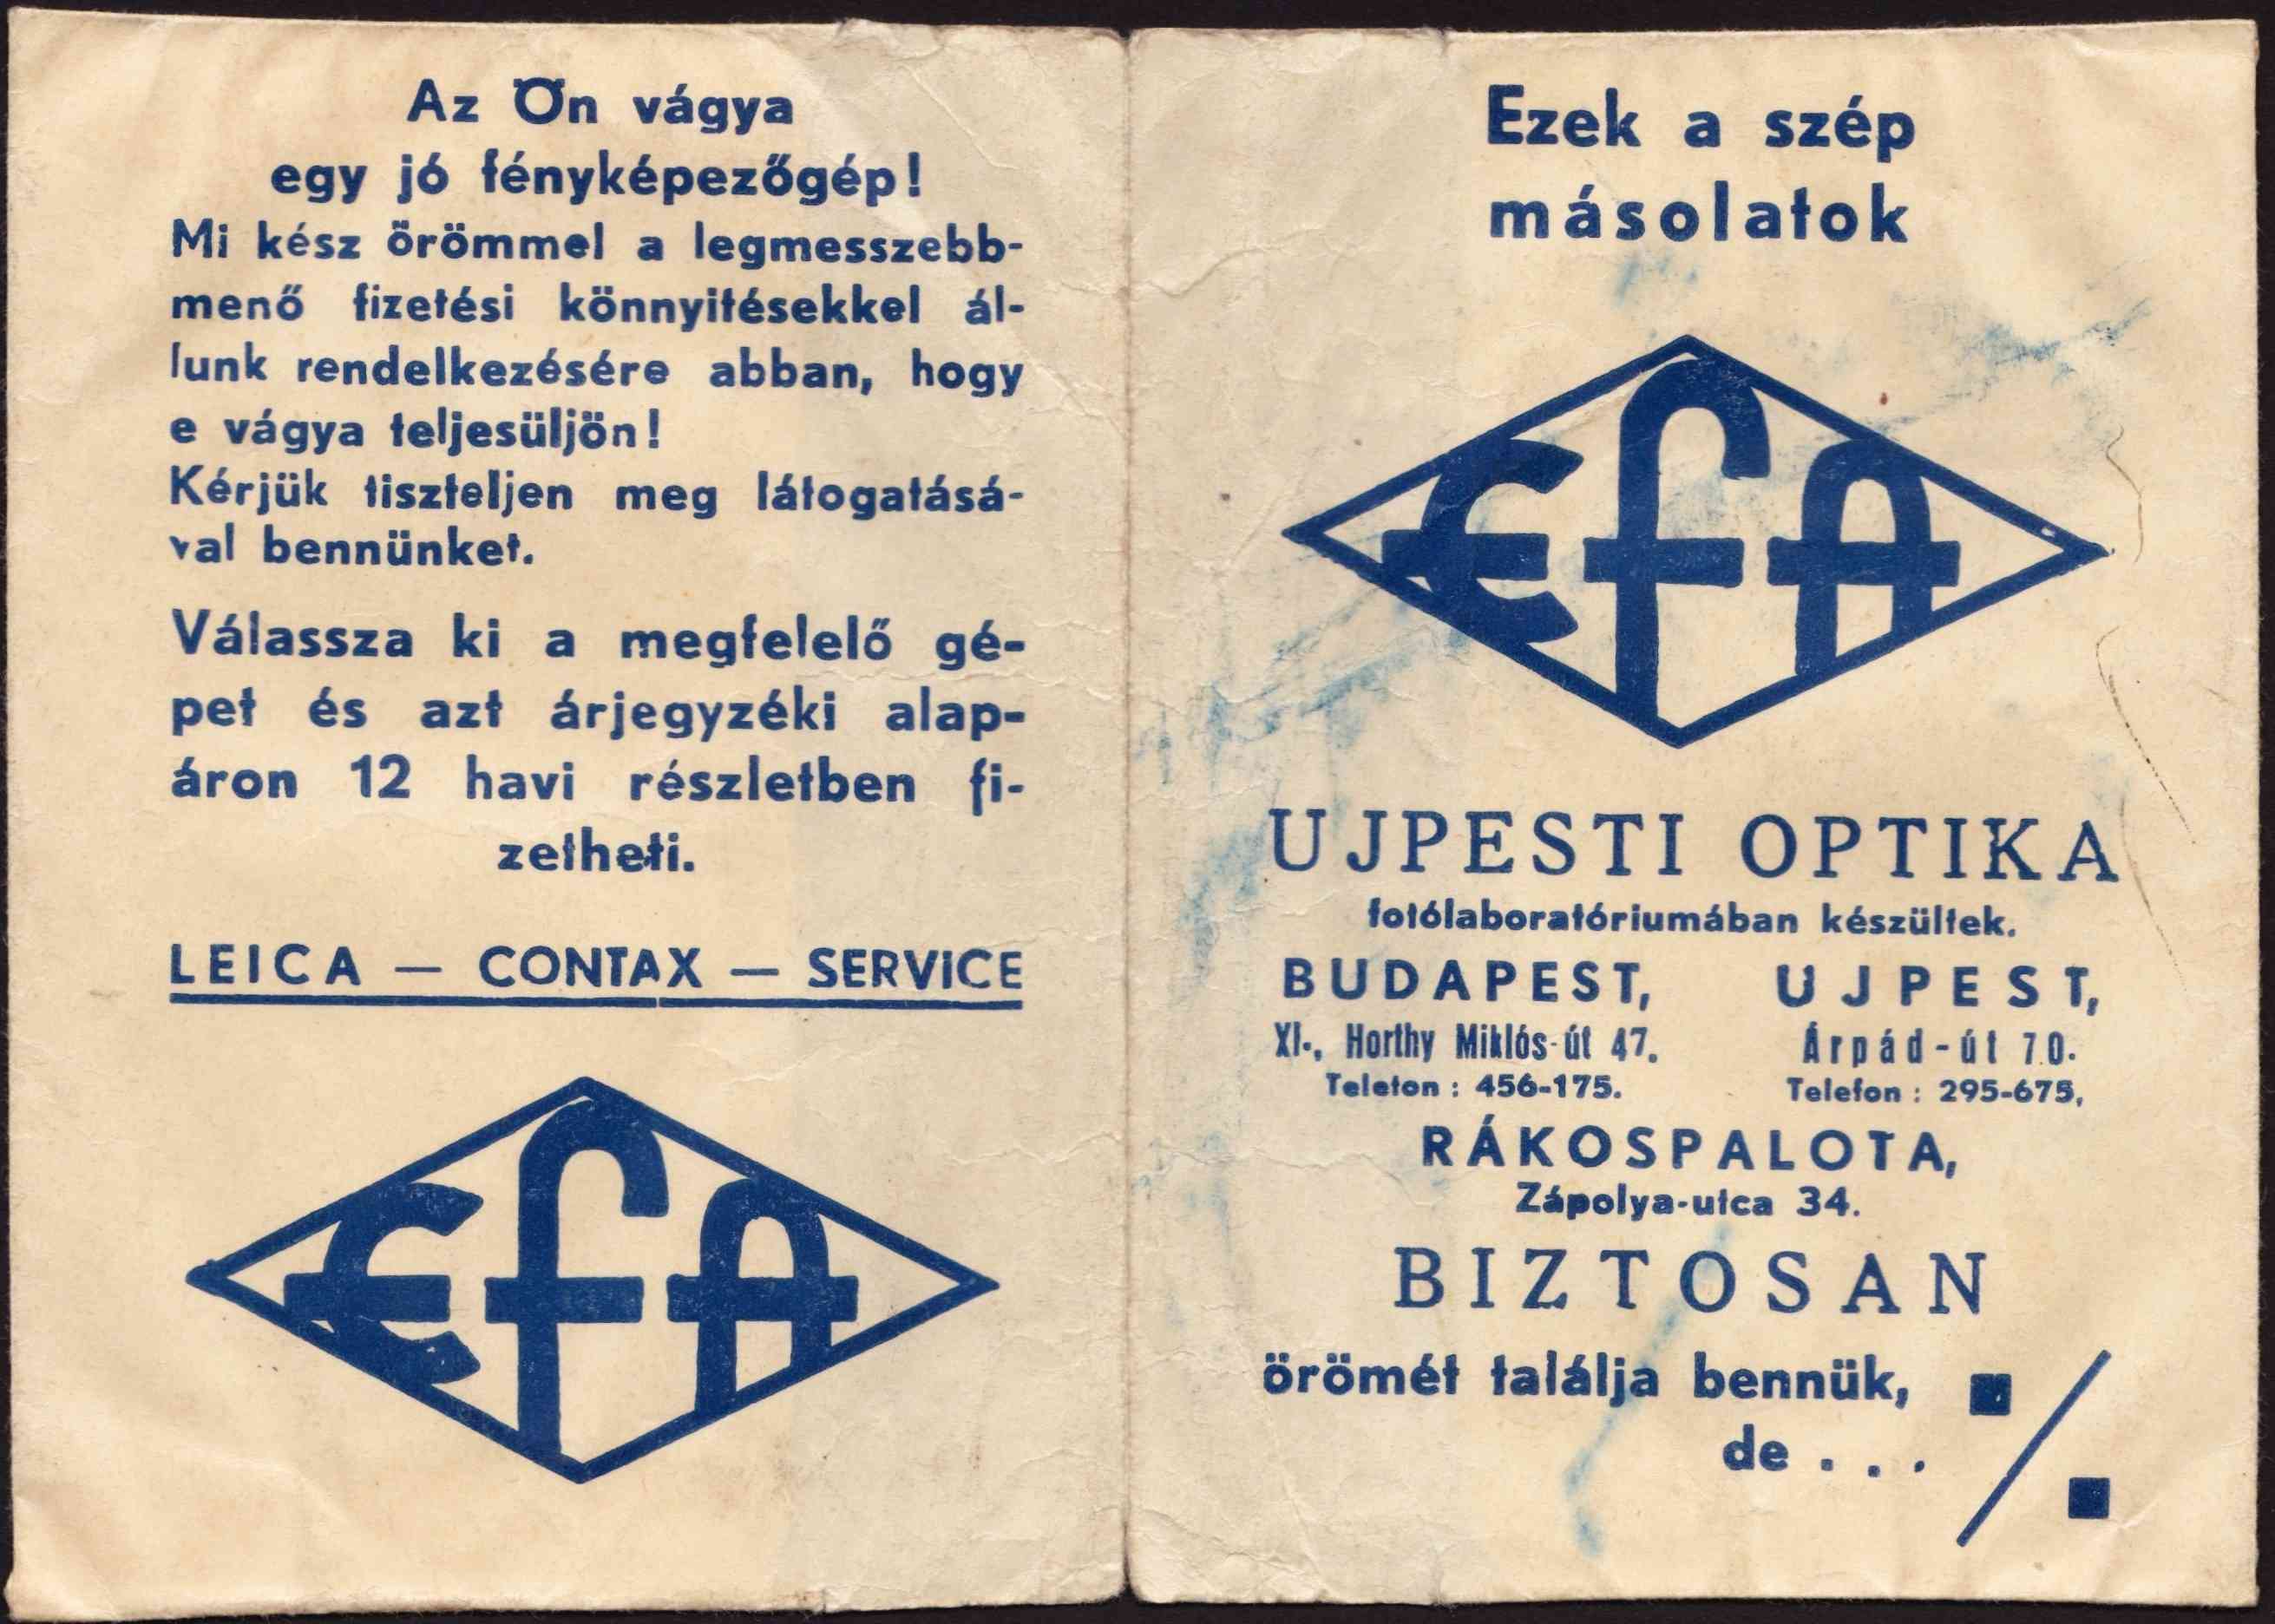 Az Ön vágya
egy jó fényképezőgép!
Mi kész örömmel a legmesszebb-
menő fizetési könnyitésekkel ál-
lunk rendelkezésére abban, hogy
e vágya teljesüljön!
Kérjük tiszteljen meg látogatásá-
val bennünket.
Válassza ki a megfelelő gé-
pet és azt árjegyzéki alap-
áron 12 havi részletben fi-
zetheti.
LEICA — CONTAX — SERVICE
efa
Ezek a szép
másolatok
efa
UJPESTI OPTIKA
fotólaboratóriumában készültek.
BUDAPEST,
XI., Horthy Miklós-út 47.
Telefon : 456-175.
UJPEST,
Árpád-út 70.
Telefon : 295-675,
RÁKOSPALOTA,
Zápolya-utca 34.
BIZTOSAN
örömét találja bennük,
de . . .